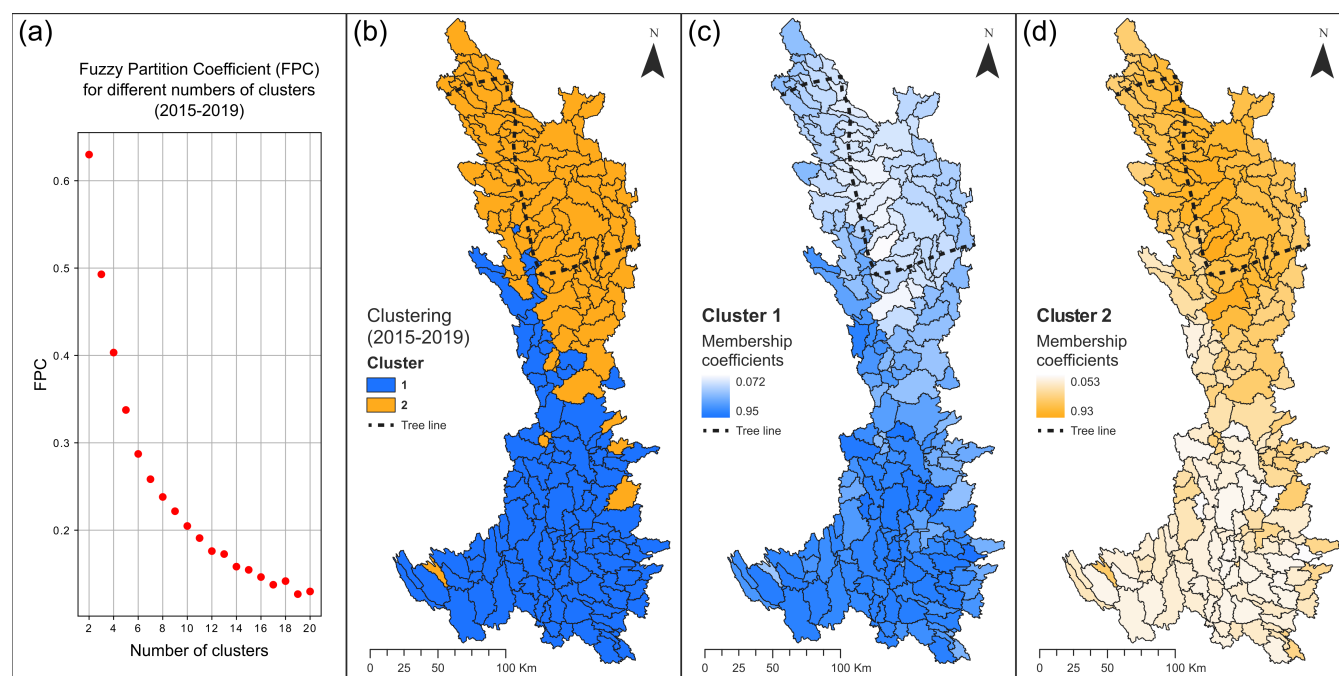 (a)
Fuzzy Partition Coefficient (FPC)
for different numbers of clusters
(2015-2019)
FPC
0.6
0.5
0.4
0.3
0.2
2 4 6 8 10 12 14 16 18 20
Number of clusters
(b)
N
Clustering
(2015-2019)
Cluster
1
2
Tree line
0 25 50 100 Km
(c)
N
Cluster 1
Membership
coefficients
0.072
0.95
Tree line
0 25 50 100 Km
(d)
N
Cluster 2
Membership
coefficients
0.053
0.93
Tree line
0 25 50 100 Km